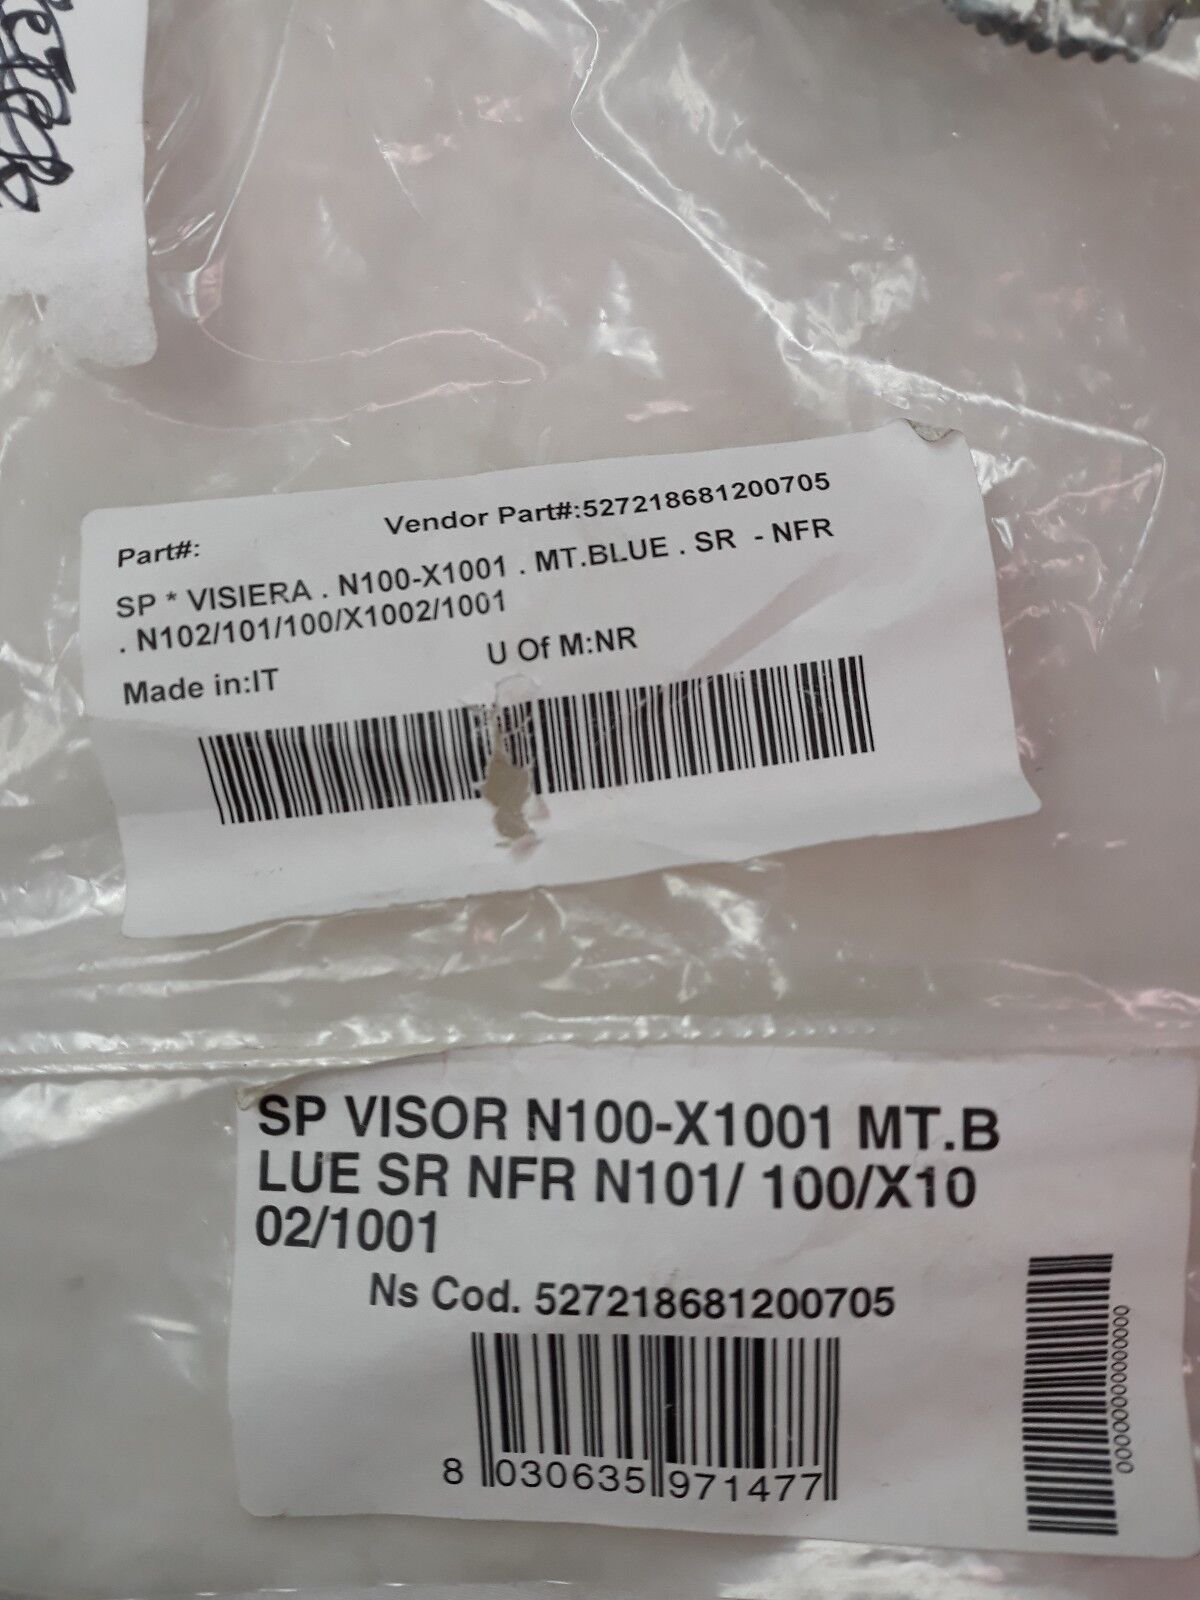 Part#:
Vendor Part#:527218681200705
SP * VISIERA . N100-X1001 . MT.BLUE . SR - NFR
. N102/101/100/X1002/1001
Made in:IT
U Of M:NR
SP VISOR N100-X1001 MT.B
LUE SR NFR N101/ 100/X10
02/1001
Ns Cod. 527218681200705
8 030635 971477